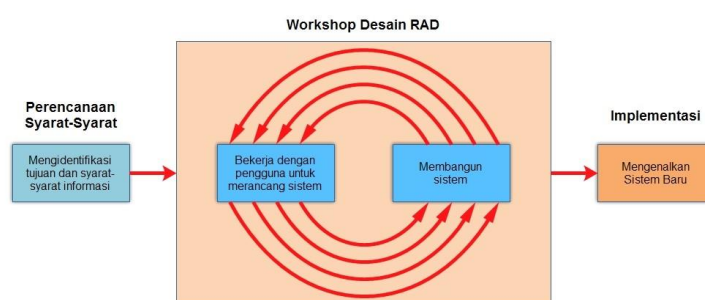 Workshop Desain RAD
Perencanaan
Syarat-Syarat
Mengidentifikasi
tujuan dan syarat-
syarat informasi
Bekerja dengan
pengguna untuk
merancang sistem
Membangun
sistem
Implementasi
Mengenalkan
Sistem Baru